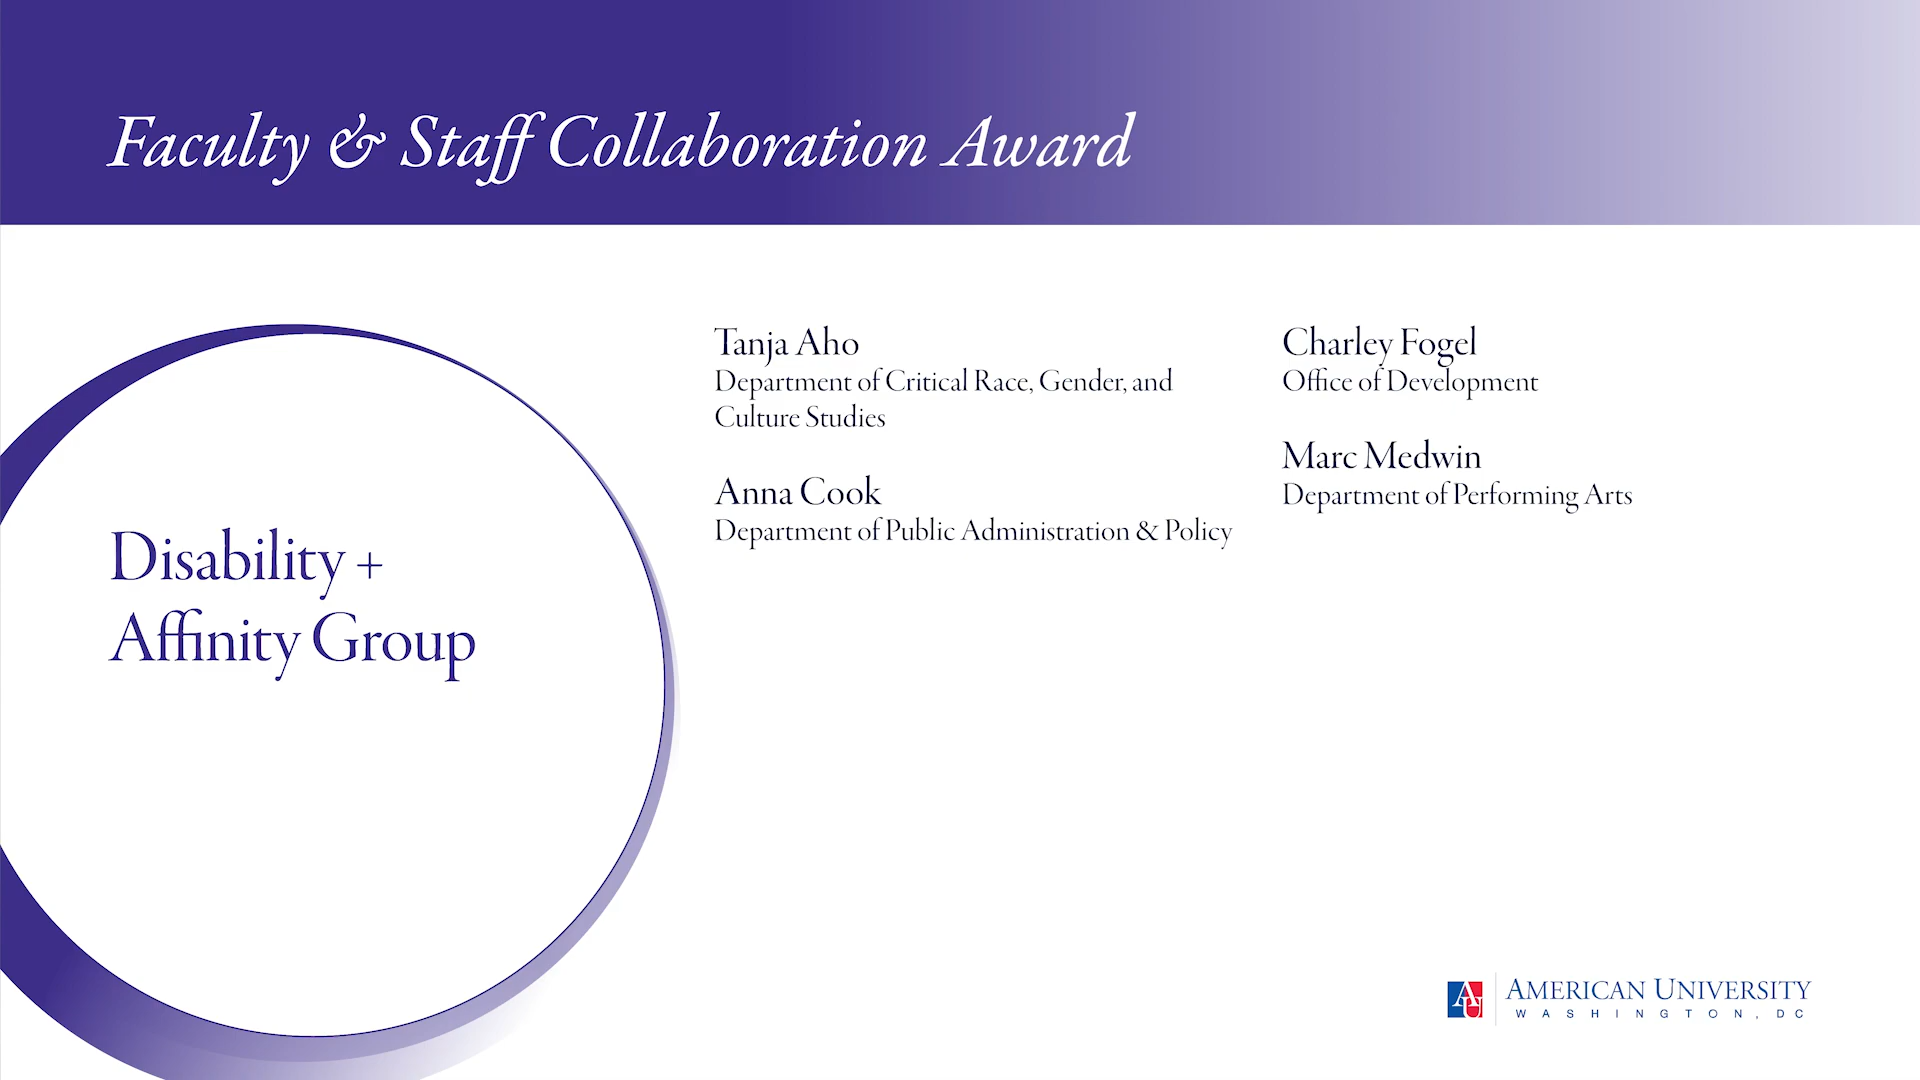 Faculty & Staff Collaboration Award
Disability +
Affinity Group
Tanja Aho
Department of Critical Race, Gender, and
Culture Studies
Anna Cook
Department of Public Administration & Policy
Charley Fogel
Office of Development
Marc Medwin
Department of Performing Arts
AU
AMERICAN UNIVERSITY
WASHINGTON, DC